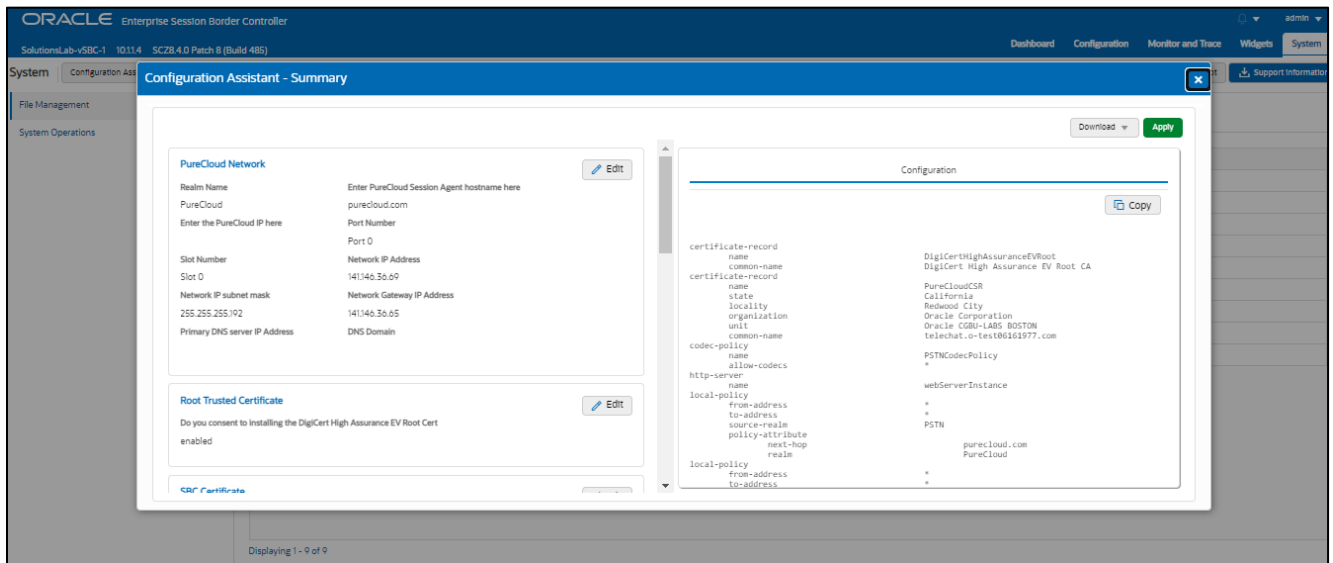 ORACLE Enterprise Session Border Controller
admin
SolutionsLab-vSBC-1 10.1.1.4 SCZ8.4.0 Patch 8 (Build 485)
Dashboard Configuration Monitor and Trace Widgets System
System Configuration Ass
Support Information
File Management
System Operations
Configuration Assistant - Summary
Download Apply
PureCloud Network
Edit
Realm Name Enter PureCloud Session Agent hostname here
PureCloud purecloud.com
Enter the PureCloud IP here Port Number
Port 0
Slot Number Network IP Address
Slot 0 141.146.36.69
Network IP subnet mask Network Gateway IP Address
255.255.255.192 141.146.36.65
Primary DNS server IP Address DNS Domain
Root Trusted Certificate
Edit
Do you consent to installing the DigiCert High Assurance EV Root Cert
enabled
SBC Certificate
Configuration
Copy
certificate-record
name DigiCertHighAssuranceEVRoot
common-name DigiCert High Assurance EV Root CA
certificate-record
name PureCloudCSR
state California
locality Redwood City
organization Oracle Corporation
unit Oracle CGBU-LABS BOSTON
common-name telechat.o-test06161977.com
codec-policy
name PSTNCodecPolicy
allow-codecs *
http-server
name webServerInstance
local-policy
from-address *
to-address *
source-realm PSTN
policy-attribute
next-hop purecloud.com
realm PureCloud
local-policy
from-address *
to-address *
Displaying 1 - 9 of 9